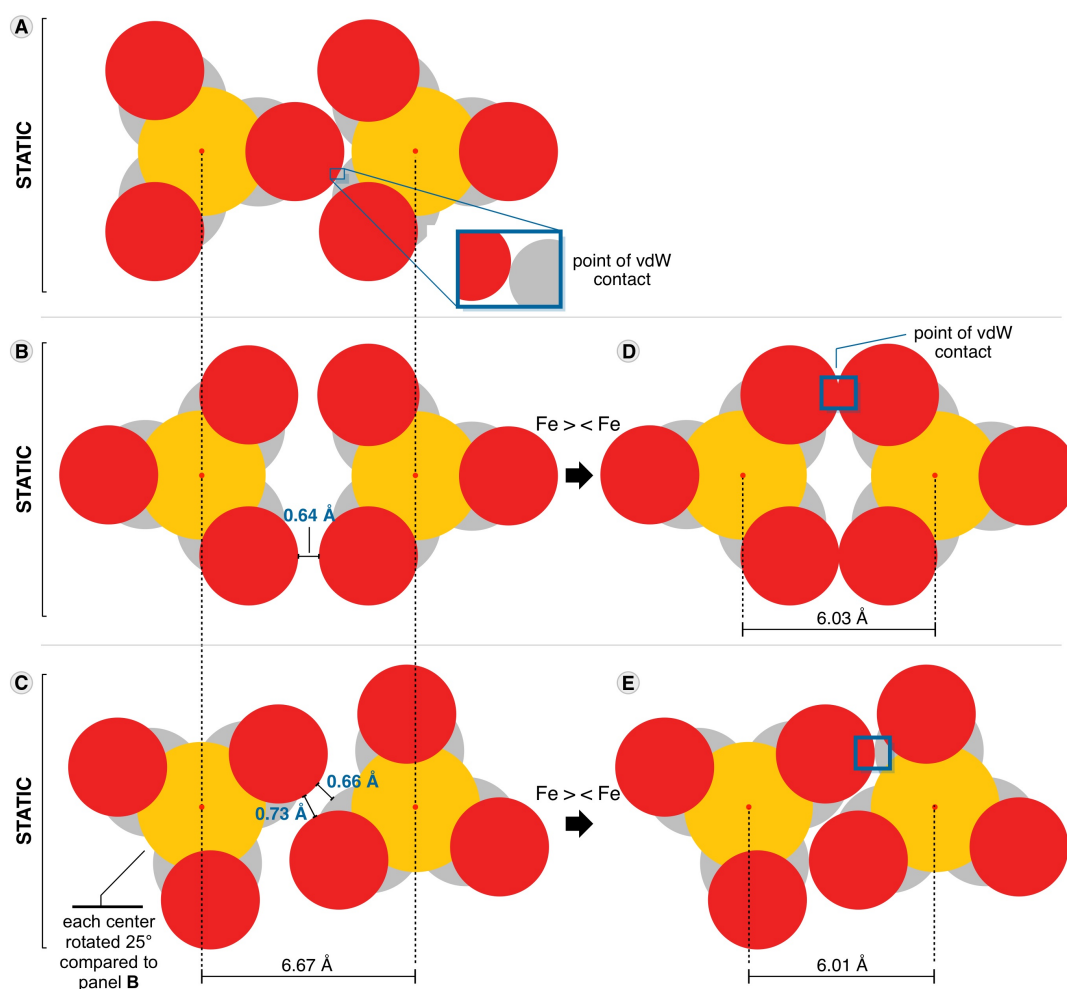 A
STATIC
point of vdW
contact
B
STATIC
0.64 Å
Fe > < Fe
D
point of vdW
contact
6.03 Å
C
STATIC
0.66 Å
0.73 Å
each center
rotated 25°
compared to
panel B
6.67 Å
Fe > < Fe
E
6.01 Å